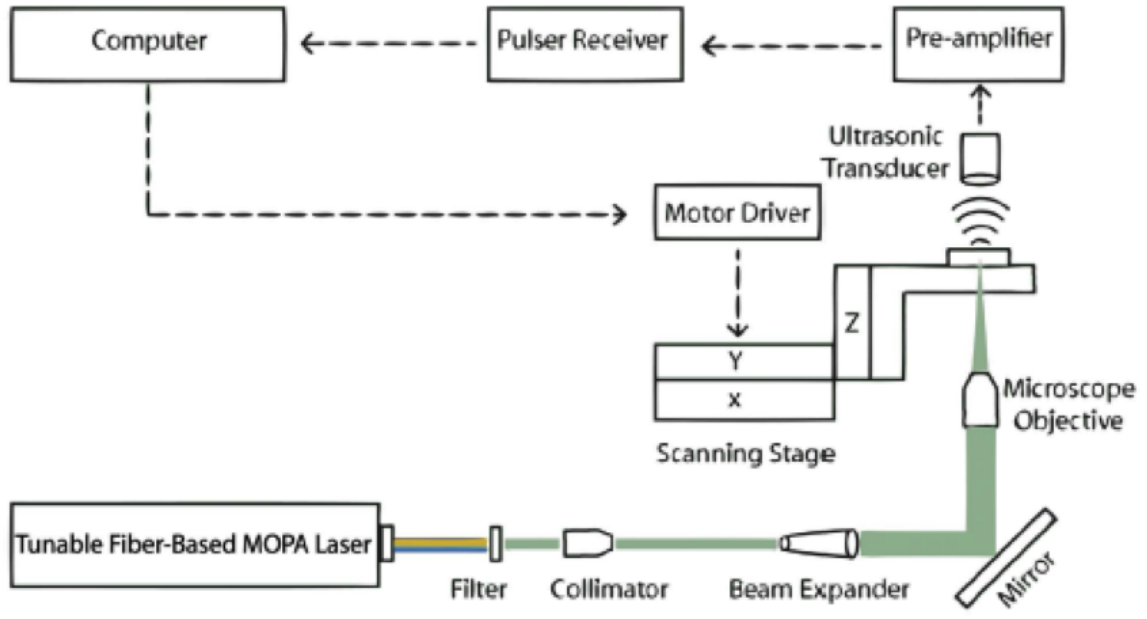 Computer
Pulser Receiver
Pre-amplifier
Ultrasonic
Transducer
Motor Driver
Z
Y
X
Microscope
Objective
Scanning Stage
Tunable Fiber-Based MOPA Laser
Filter
Collimator
Beam Expander
Mirror